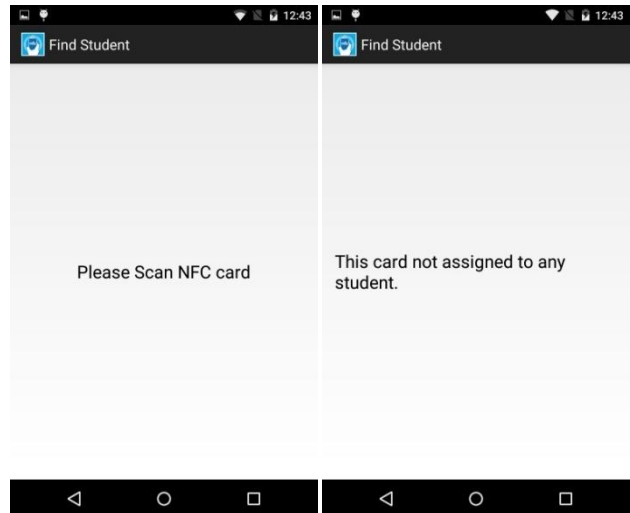 12:43
Find Student
Please Scan NFC card
12:43
Find Student
This card not assigned to any
student.